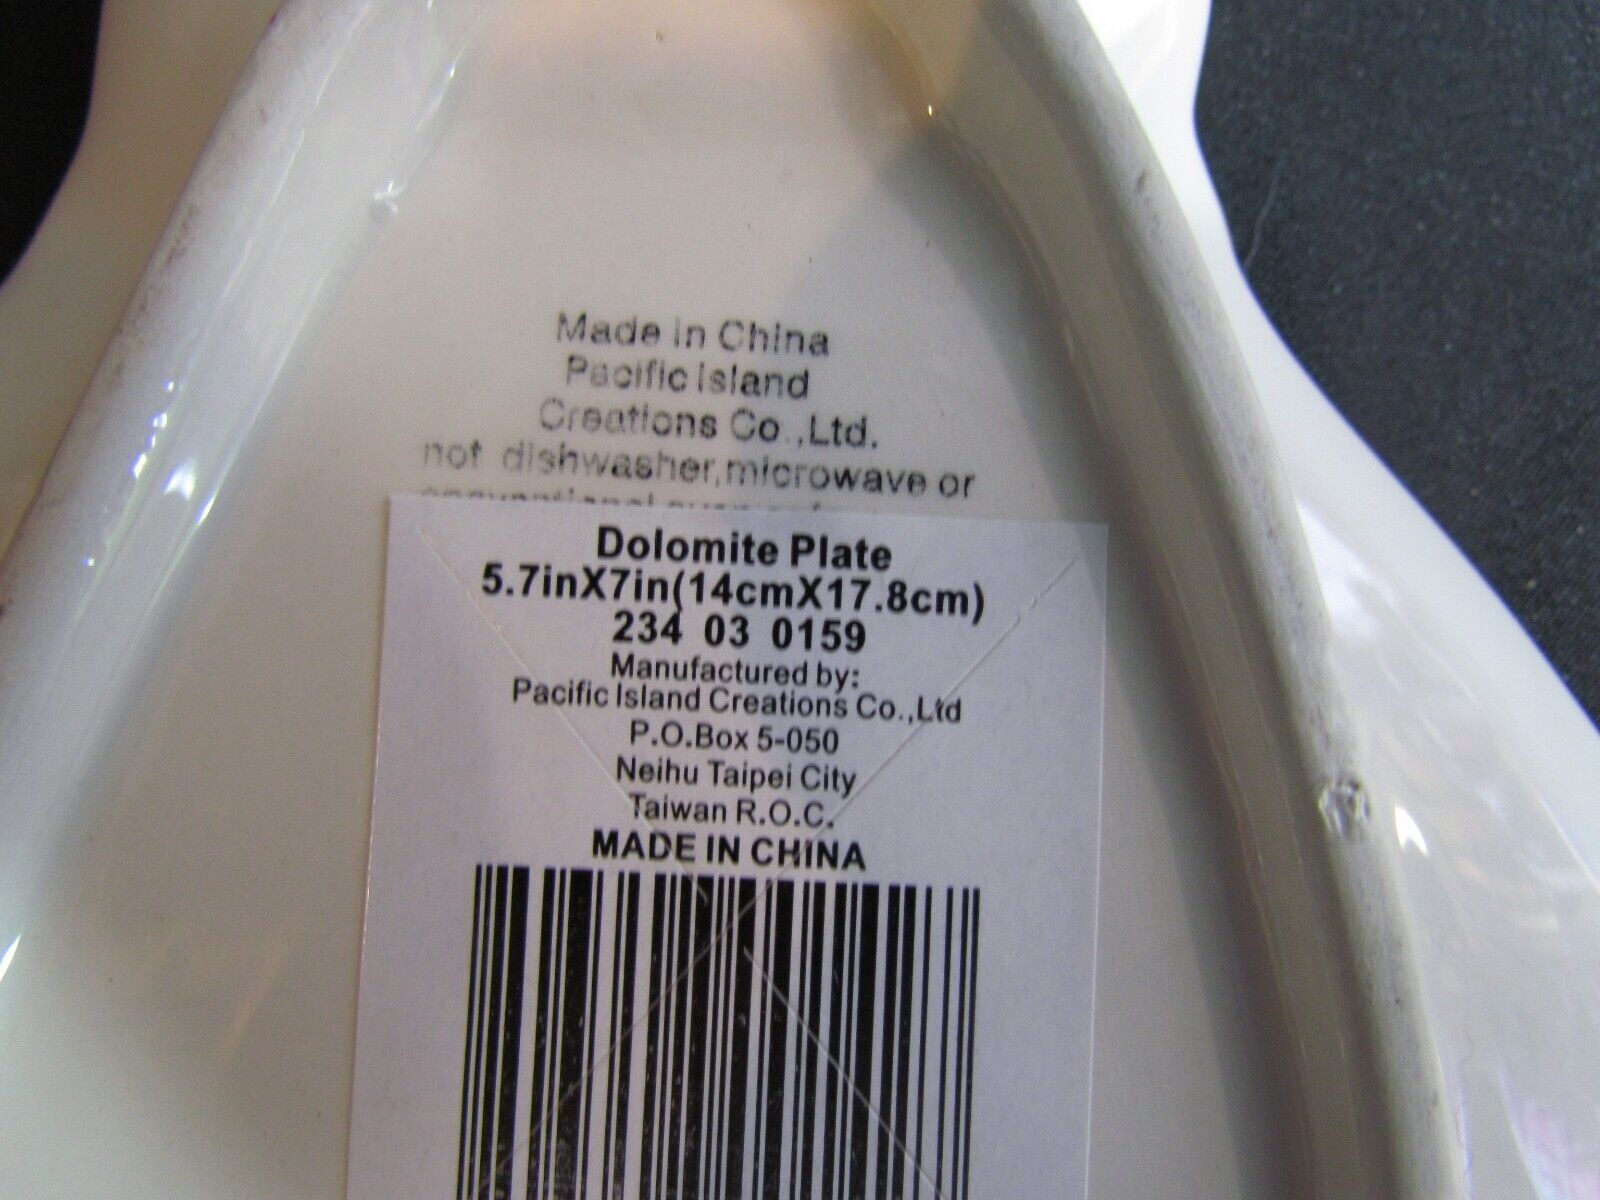 Made in China
Pacific Island
Creations Co.,Ltd.
not dishwasher,microwave or
Dolomite Plate
5.7inX7in(14cmX17.8cm)
234 03 0159
Manufactured by:
Pacific Island Creations Co.,Ltd
P.O.Box 5-050
Neihu Taipei City
Taiwan R.O.C.
MADE IN CHINA